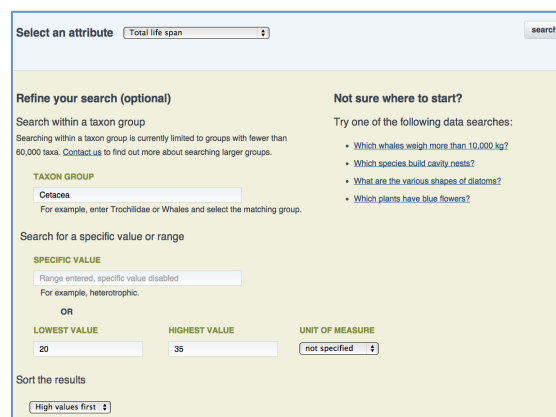 Select an attribute Total life span search
Refine your search (optional)
Search within a taxon group
Searching within a taxon group is currently limited to groups with fewer than
60,000 taxa. Contact us to find out more about searching larger groups.
TAXON GROUP
Cetacea
For example, enter Trochilidae or Whales and select the matching group.
Search for a specific value or range
SPECIFIC VALUE
Range entered, specific value disabled
For example, heterotrophic.
OR
LOWEST VALUE HIGHEST VALUE UNIT OF MEASURE
20 35 not specified
Sort the results
High values first
Not sure where to start?
Try one of the following data searches:
• Which whales weigh more than 10,000 kg?
• Which species build cavity nests?
• What are the various shapes of diatoms?
• Which plants have blue flowers?